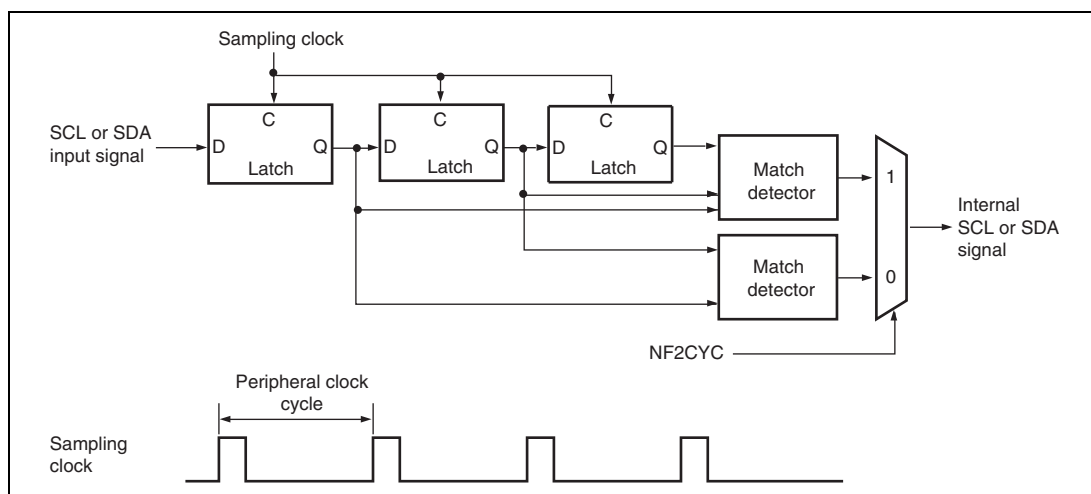 Sampling clock
C
C
C
SCL or SDA
input signal
D
Q
D
Q
D
Q
Latch
Latch
Latch
Match
detector
1
Internal
SCL or SDA
signal
Match
detector
0
NF2CYC
Peripheral clock
cycle
Sampling
clock